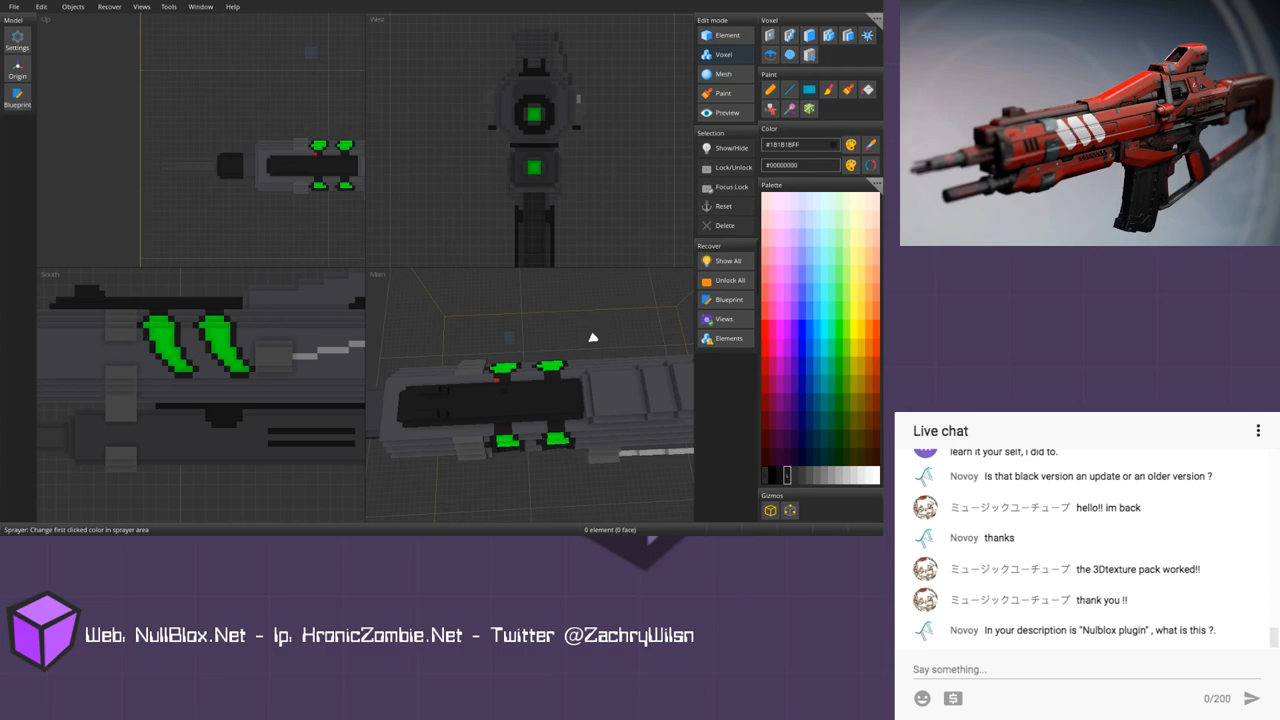 File Edit Objects Recover Views Tools Window Help
Model
Settings
Origin
Blueprint
Up
West
South
Main
Edit mode
Element
Voxel
Mesh
Paint
Preview
Selection
Show/Hide
Lock/Unlock
Focus Lock
Reset
Delete
Recover
Show All
Unlock All
Blueprint
Views
Elements
Voxel
Paint
Color
#1B1B1BFF
#00000000
Palette
Gizmos
Sprayer: Change first clicked color in sprayer area
0 element (0 face)
Web: NullBlox.Net - Ip: HronicZombie.Net - Twitter @ZachryWilsn
Live chat
learn it your self, i did to.
Novoy Is that black version an update or an older version ?
ミュージックユーチューブ hello!! im back
Novoy thanks
ミュージックユーチューブ the 3Dtexture pack worked!!
ミュージックユーチューブ thank you !!
Novoy In your description is "Nulblox plugin" , what is this ?.
Say something...
0/200